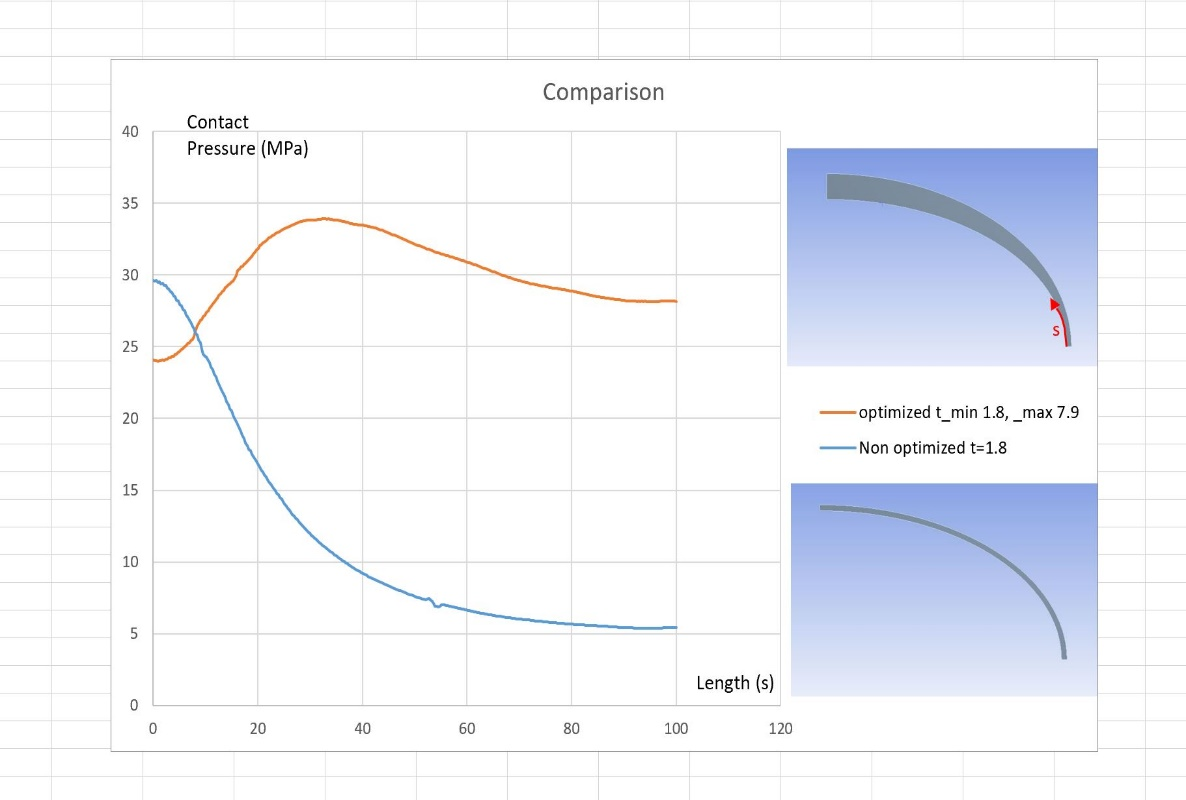 Comparison
Contact
Pressure (MPa)
40
35
30
25
20
15
10
5
0
0 20 40 60 80 100 120
Length (s)
s
optimized t_min 1.8, _max 7.9
Non optimized t=1.8